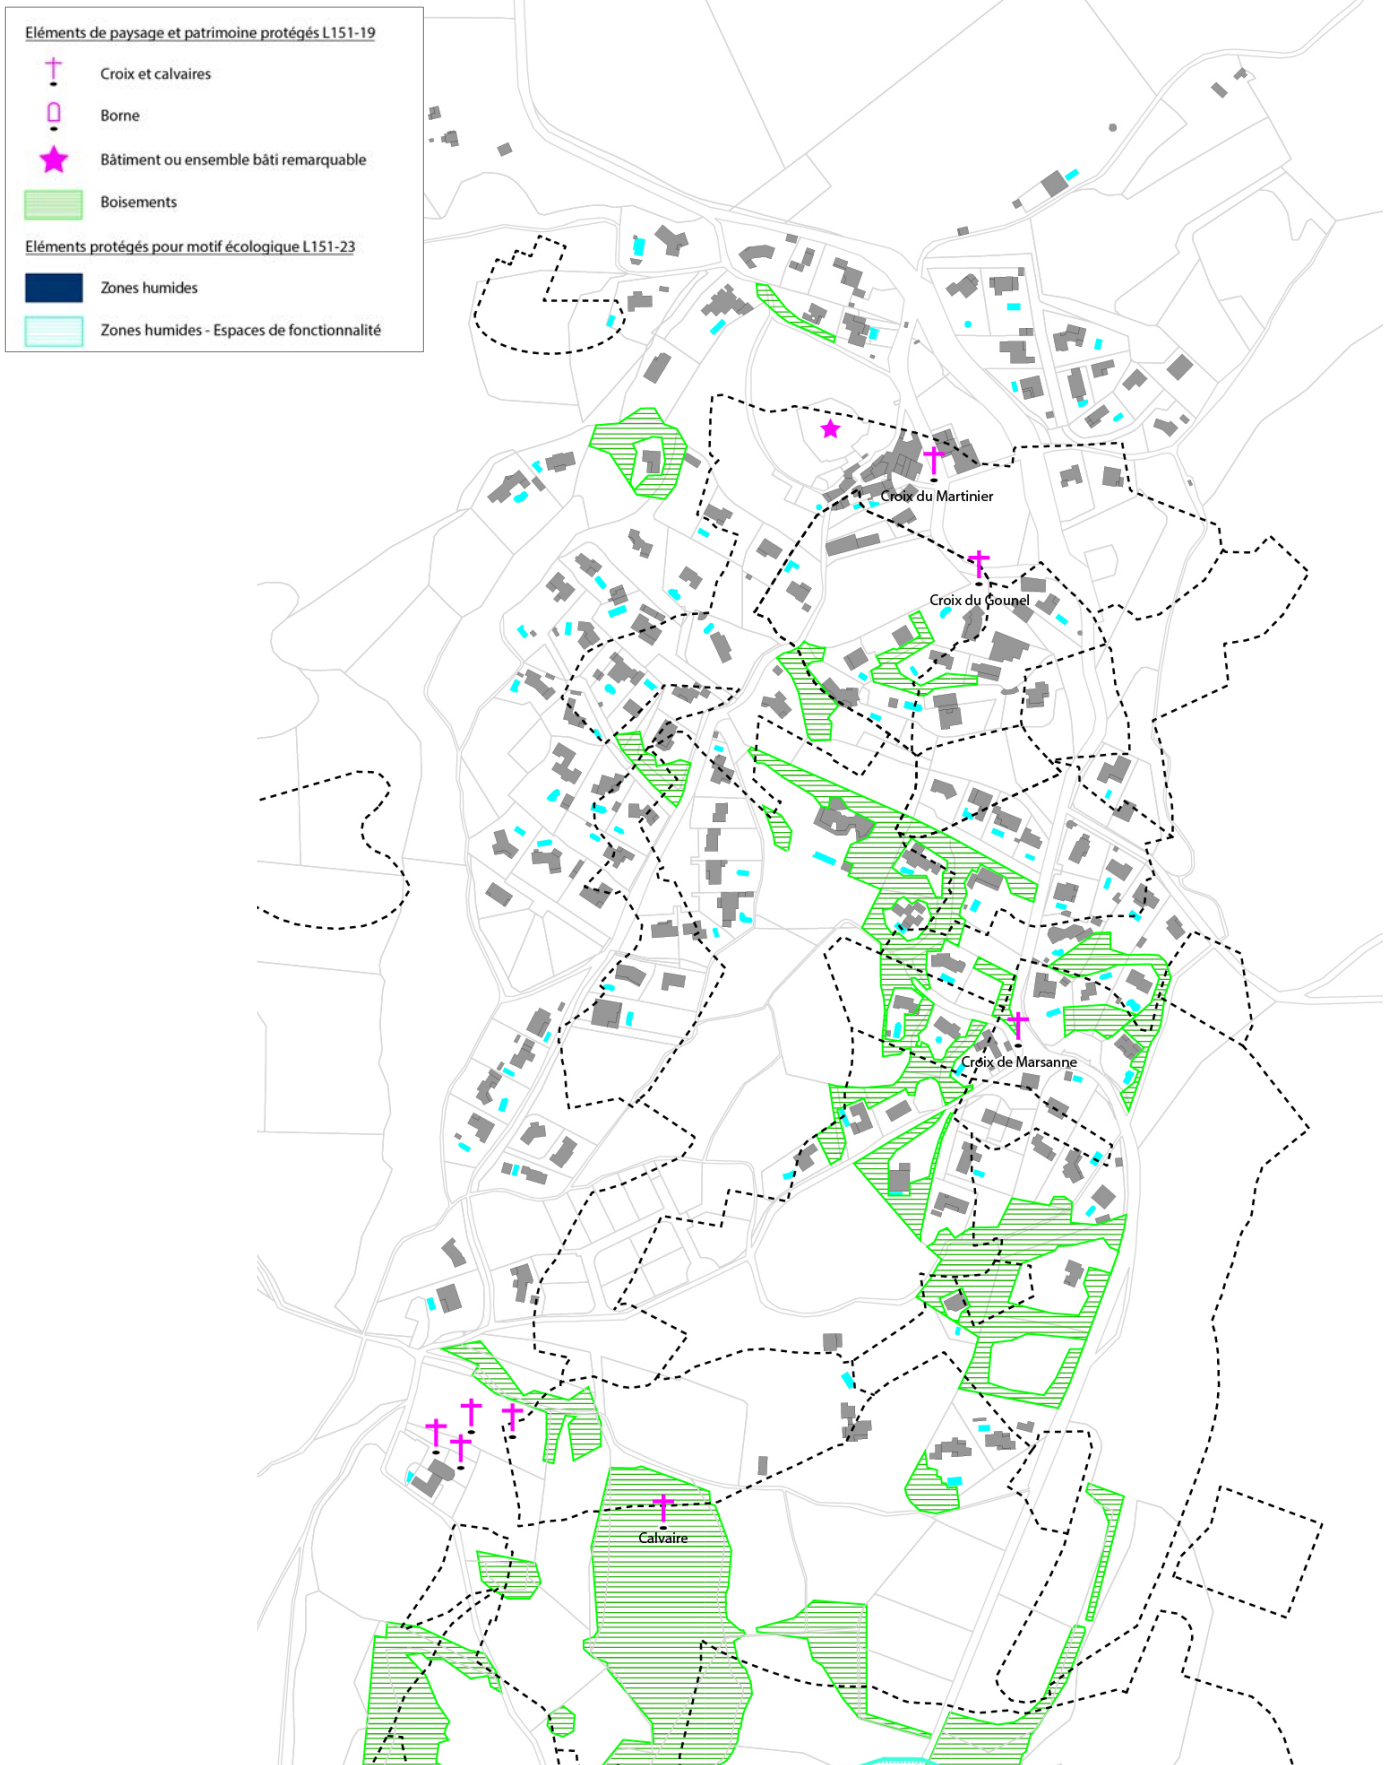 Eléments de paysage et patrimoine protégés L151-19
Croix et calvaires
Borne
Bâtiment ou ensemble bâti remarquable
Boisements
Eléments protégés pour motif écologique L151-23
Zones humides
Zones humides - Espaces de fonctionnalité
Croix du Martinier
Croix du Gounel
Croix de Marsanne
Calvaire